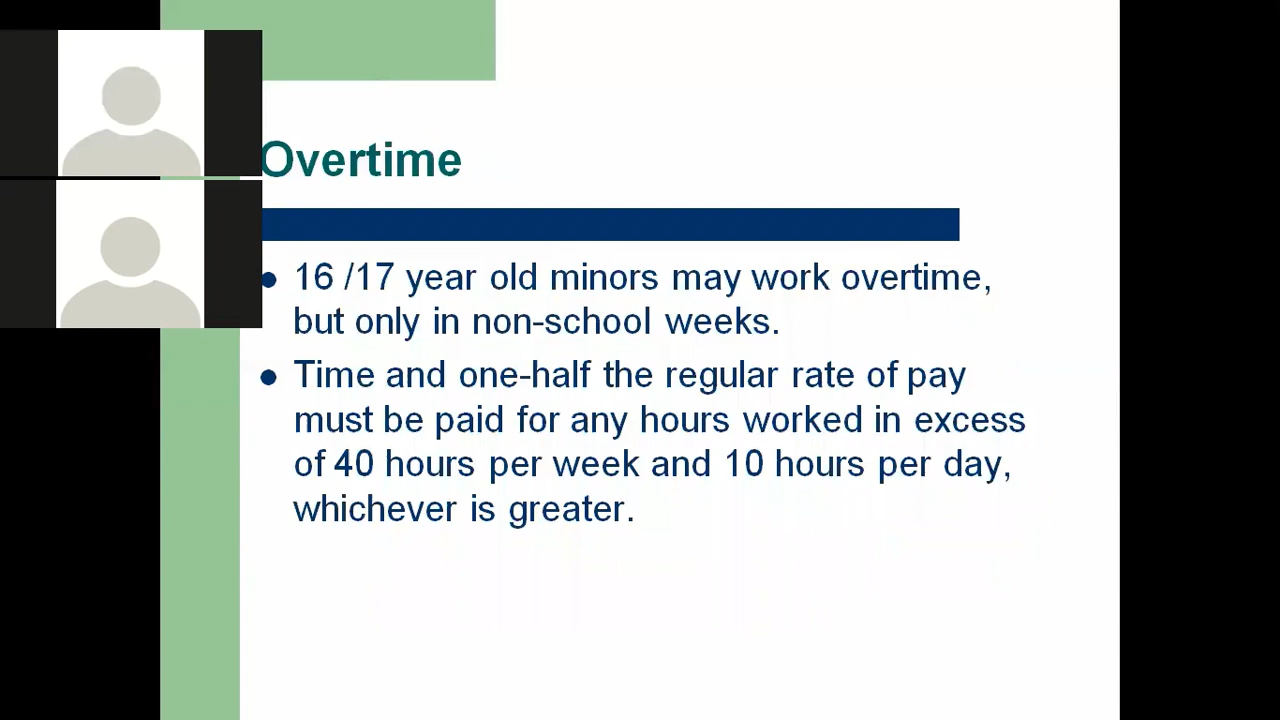 Overtime
16 /17 year old minors may work overtime,
but only in non-school weeks.
Time and one-half the regular rate of pay
must be paid for any hours worked in excess
of 40 hours per week and 10 hours per day,
whichever is greater.